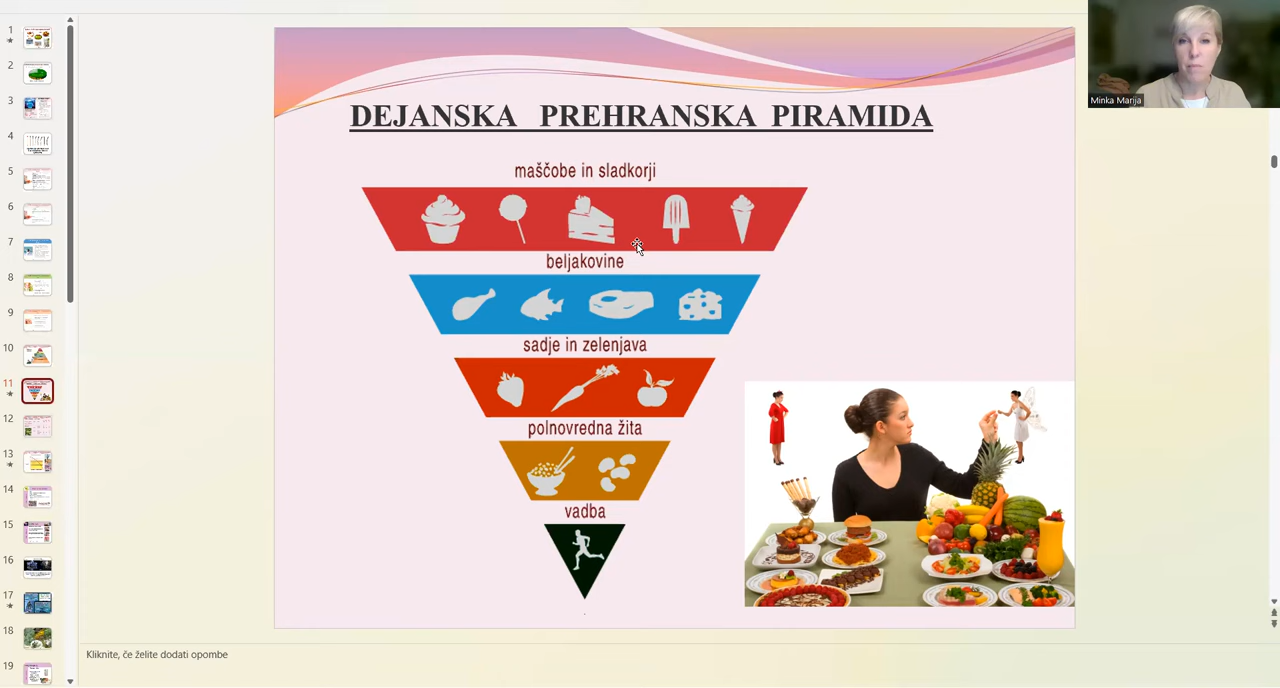 DEJANSKA PREHRANSKA PIRAMIDA
maščobe in sladkorji
beljakovine
sadje in zelenjava
polnovredna žita
vadba
Minka Marija
1
2
3
4
5
6
7
8
9
10
11
12
13
14
15
16
17
18
19
Kliknite, če želite dodati opombe